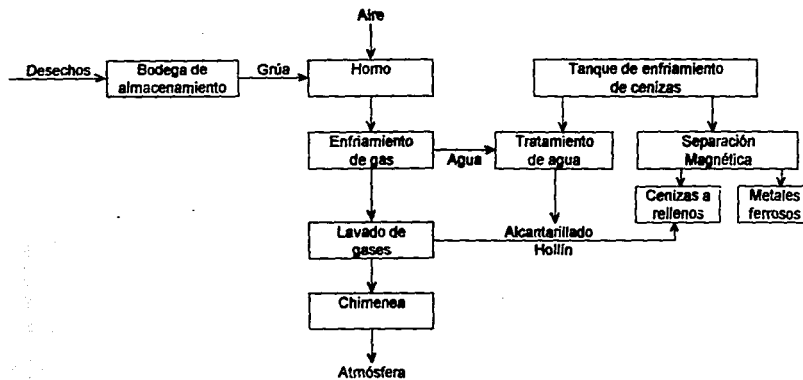 Aire
Desechos
Bodega de
almacenamiento
Grúa
Horno
Tanque de enfriamiento
de cenizas
Enfriamiento
de gas
Agua
Tratamiento
de agua
Separación
Magnética
Cenizas a
rellenos
Metales
ferrosos
Lavado de
gases
Alcantarillado
Hollín
Chimenea
Atmósfera